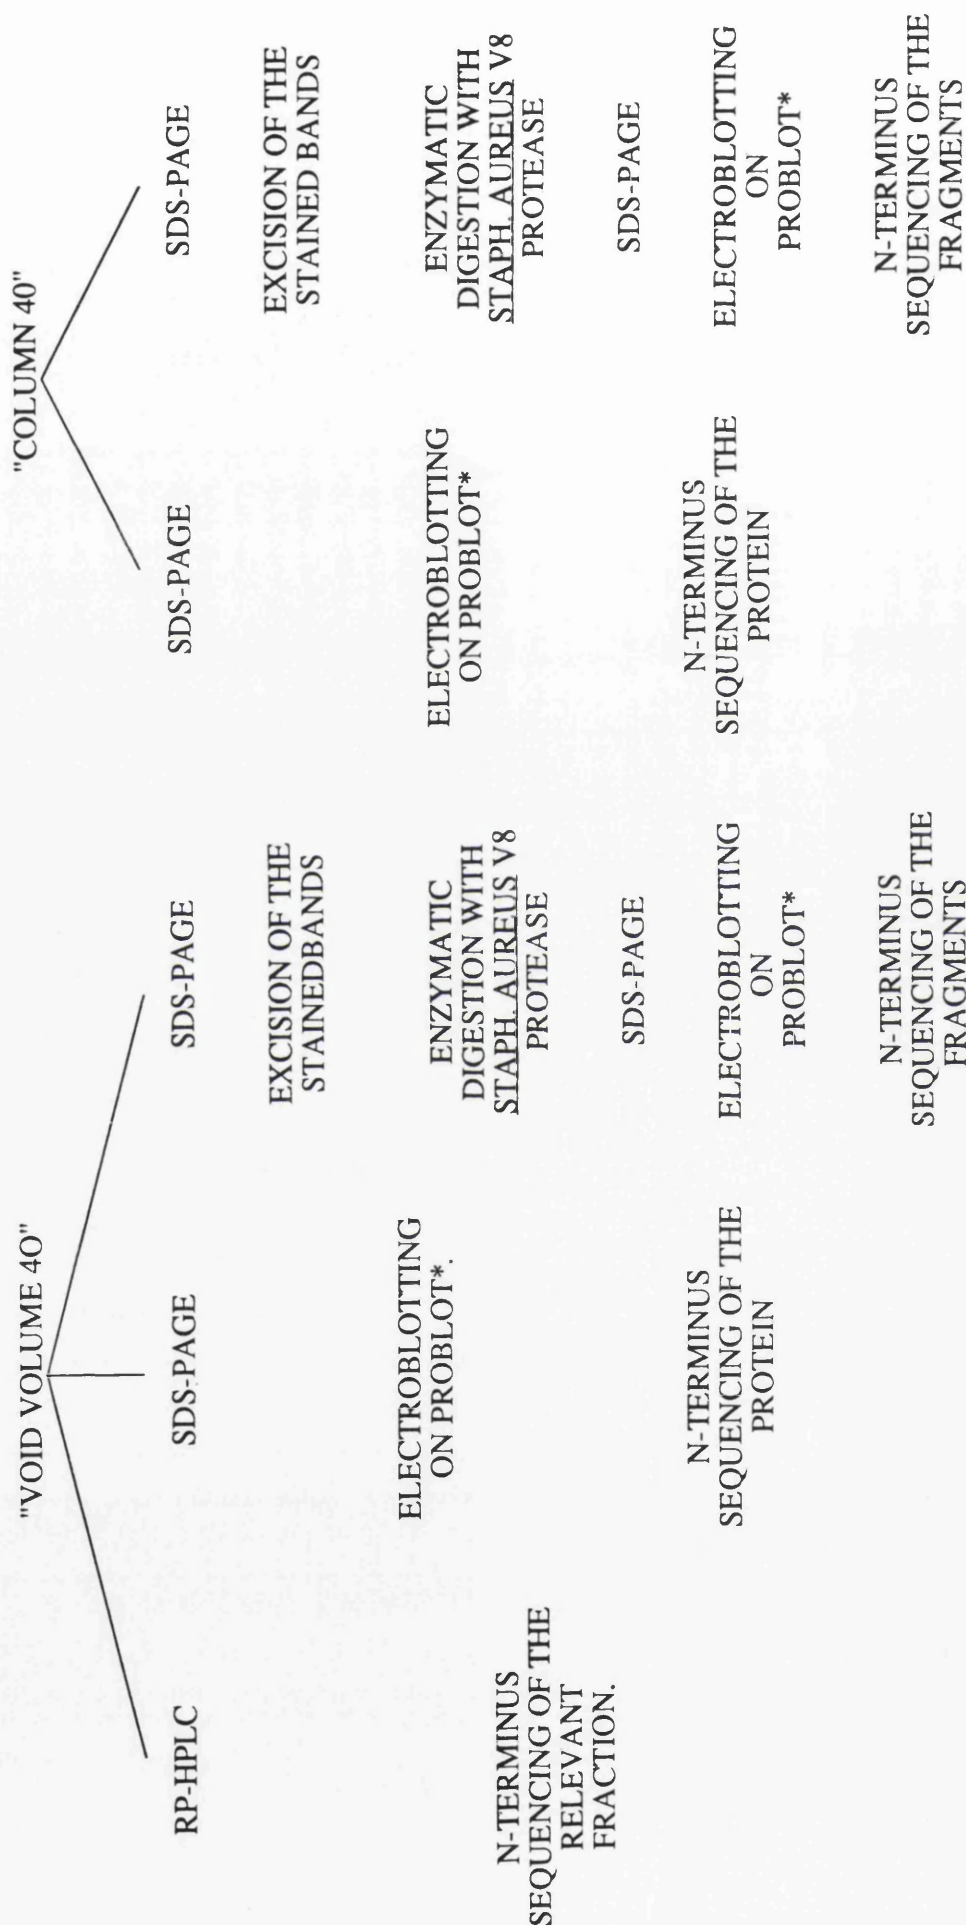 "VOID VOLUME 4O"
RP-HPLC
N-TERMINUS
SEQUENCING OF THE
RELEVANT
FRACTION.
SDS-PAGE
ELECTROBLOTTING
ON PROBLOT*.
N-TERMINUS
SEQUENCING OF THE
PROTEIN
SDS-PAGE
EXCISION OF THE
STAINEDBANDS
ENZYMATIC
DIGESTION WITH
STAPH. AUREUS V8
PROTEASE
SDS-PAGE
ELECTROBLOTTING
ON
PROBLOT*
N-TERMINUS
SEQUENCING OF THE
FRAGMENTS
"COLUMN 40"
SDS-PAGE
ELECTROBLOTTING
ON PROBLOT*
N-TERMINUS
SEQUENCING OF THE
PROTEIN
SDS-PAGE
EXCISION OF THE
STAINED BANDS
ENZYMATIC
DIGESTION WITH
STAPH. AUREUS V8
PROTEASE
SDS-PAGE
ELECTROBLOTTING
ON
PROBLOT*
N-TERMINUS
SEQUENCING OF THE
FRAGMENTS